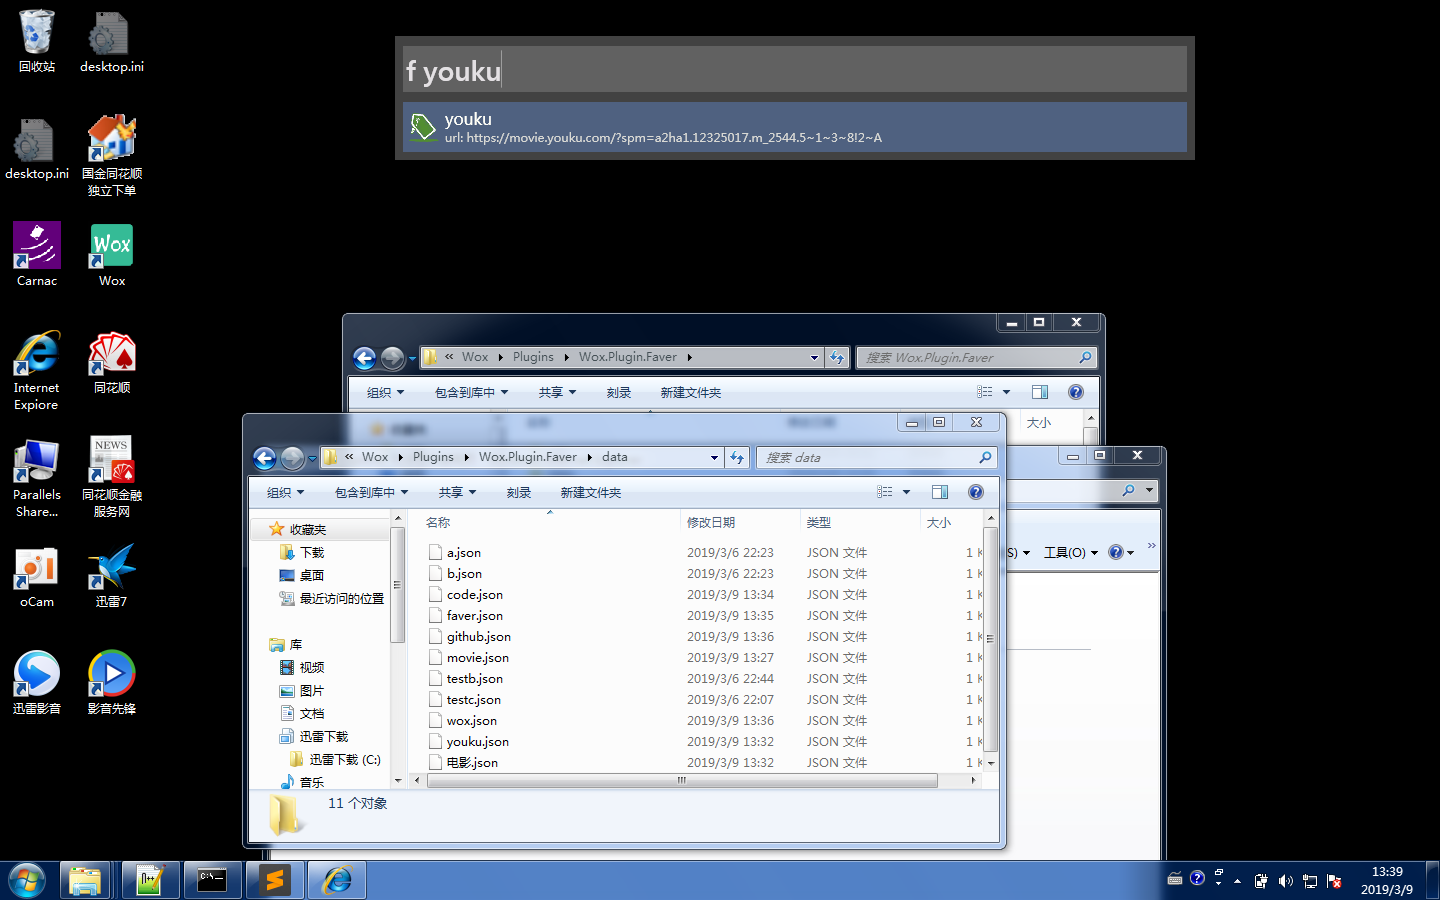 回收站
desktop.ini
desktop.ini
国金同花顺
独立下单
Carnac
Wox
Wox
Internet
Explore
同花顺
Parallels
Share...
NEWS
同花顺金融
服务网
oCam
迅雷7
迅雷影音
影音先锋
f youku
youku
url: https://movie.youku.com/?spm=a2ha1.12325017.m_2544.5~1~3~8!2~A
« Wox Plugins Wox.Plugin.Faver
搜索 Wox.Plugin.Faver
组织 包含到库中 共享 刻录 新建文件夹
大小
« Wox Plugins Wox.Plugin.Faver data
搜索 data
组织 包含到库中 共享 刻录 新建文件夹
S) 工具(O) »
收藏夹
下载
桌面
最近访问的位置
库
视频
图片
文档
迅雷下载
迅雷下载 (C:)
音乐
名称 修改日期 类型 大小
a.json 2019/3/6 22:23 JSON 文件 1 K
b.json 2019/3/6 22:23 JSON 文件 1 K
code.json 2019/3/9 13:34 JSON 文件 1 K
faver.json 2019/3/9 13:35 JSON 文件 1 K
github.json 2019/3/9 13:36 JSON 文件 1 K
movie.json 2019/3/9 13:27 JSON 文件 1 K
testb.json 2019/3/6 22:44 JSON 文件 1 K
testc.json 2019/3/6 22:07 JSON 文件 1 K
wox.json 2019/3/9 13:36 JSON 文件 1 K
youku.json 2019/3/9 13:32 JSON 文件 1 K
电影.json 2019/3/9 13:32 JSON 文件 1 K
11 个对象
13:39
2019/3/9